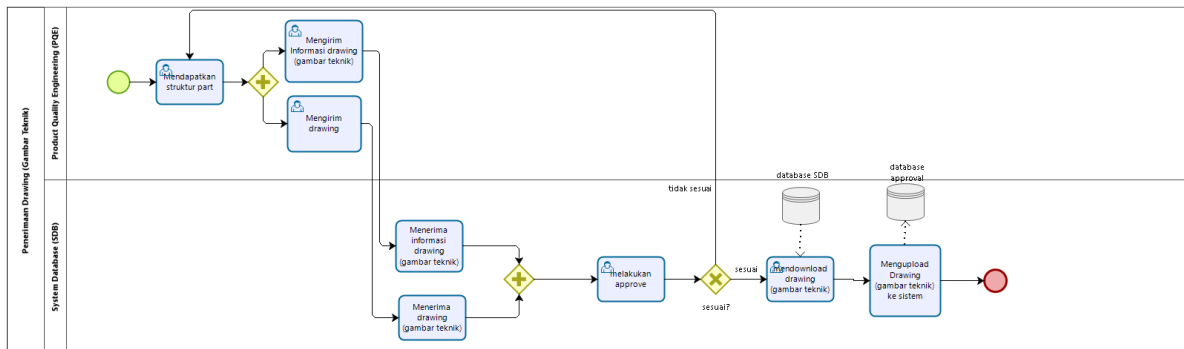 Penerimaan Drawing (Gambar Teknik)
Product Quality Engineering (PQE)
Mendapatkan
struktur part
Mengirim
Informasi drawing
(gambar teknik)
Mengirim
drawing
tidak sesuai
System Database (SDB)
Menerima
informasi
drawing
(gambar teknik)
Menerima
drawing
(gambar teknik)
melakukan
approve
sesuai?
sesuai
database SDB
Mendownload
drawing
(gambar teknik)
database
approval
Mengupload
Drawing
(gambar teknik)
ke sistem